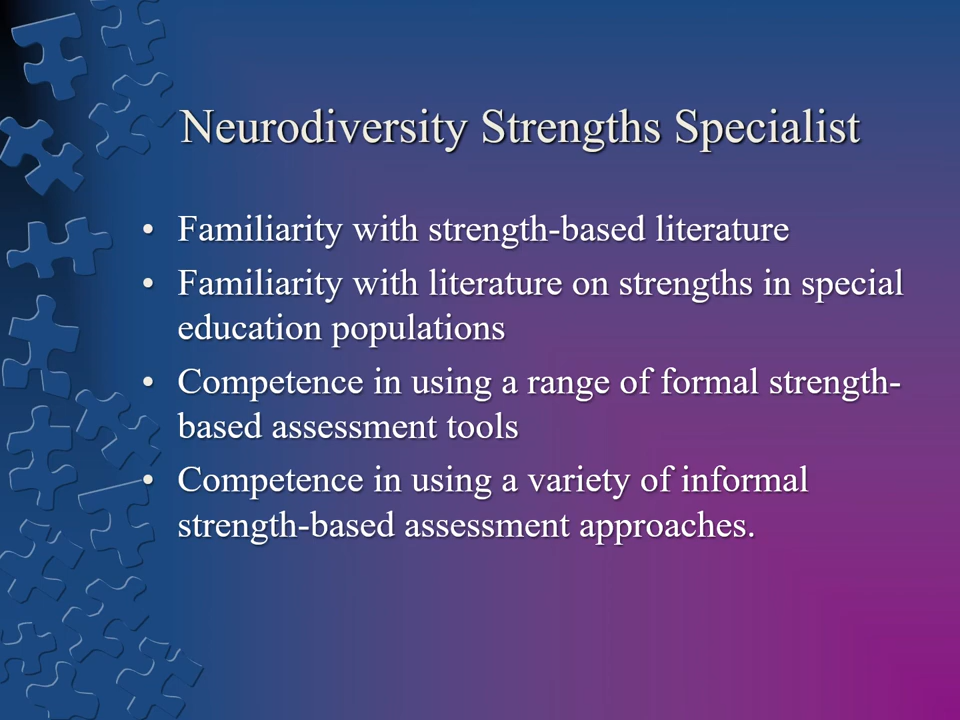 Neurodiversity Strengths Specialist
• Familiarity with strength-based literature
• Familiarity with literature on strengths in special
education populations
• Competence in using a range of formal strength-
based assessment tools
• Competence in using a variety of informal
strength-based assessment approaches.